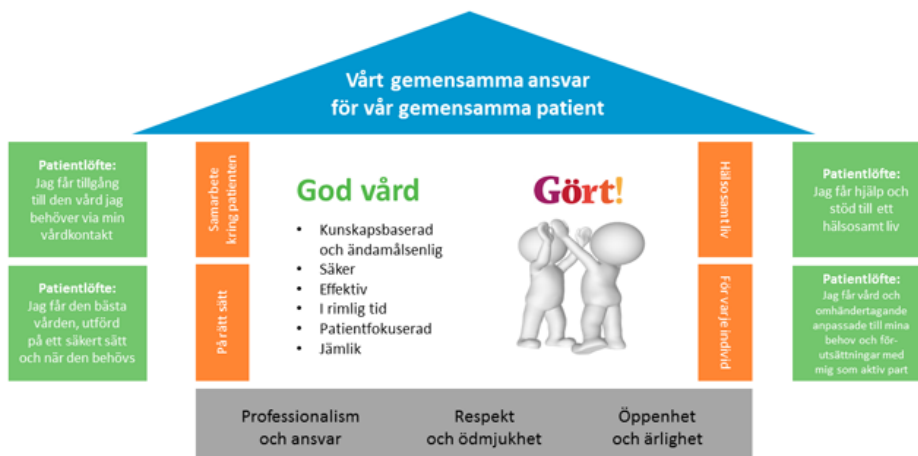 Vårt gemensamma ansvar
för vår gemensamma patient
Patientlöfte:
Jag får tillgång
till den vård jag
behöver via min
vårdkontakt
Patientlöfte:
Jag får den bästa
vården, utförd
på ett säkert sätt
och när den behövs
Samarbete
kring patienten
På rätt sätt
God vård
• Kunskapsbaserad
och ändamålsenlig
• Säker
• Effektiv
• I rimlig tid
• Patientfokuserad
• Jämlik
Gört!
Hälsosamt liv
För varje individ
Patientlöfte:
Jag får hjälp och
stöd till ett
hälsosamt liv
Patientlöfte:
Jag får vård och
omhändertagande
anpassade till mina
behov och för-
utsättningar med
mig som aktiv part
Professionalism
och ansvar
Respekt
och ödmjukhet
Öppenhet
och ärlighet